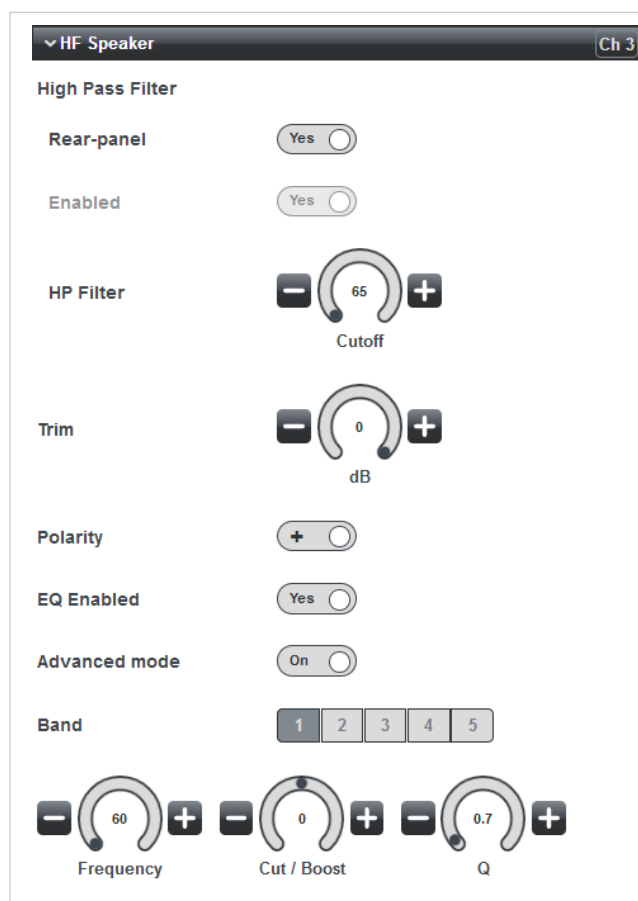 HF Speaker Ch 3
High Pass Filter
Rear-panel Yes
Enabled Yes
HP Filter 65
Cutoff
Trim 0
dB
Polarity +
EQ Enabled Yes
Advanced mode On
Band 1 2 3 4 5
60 0 0.7
Frequency Cut / Boost Q